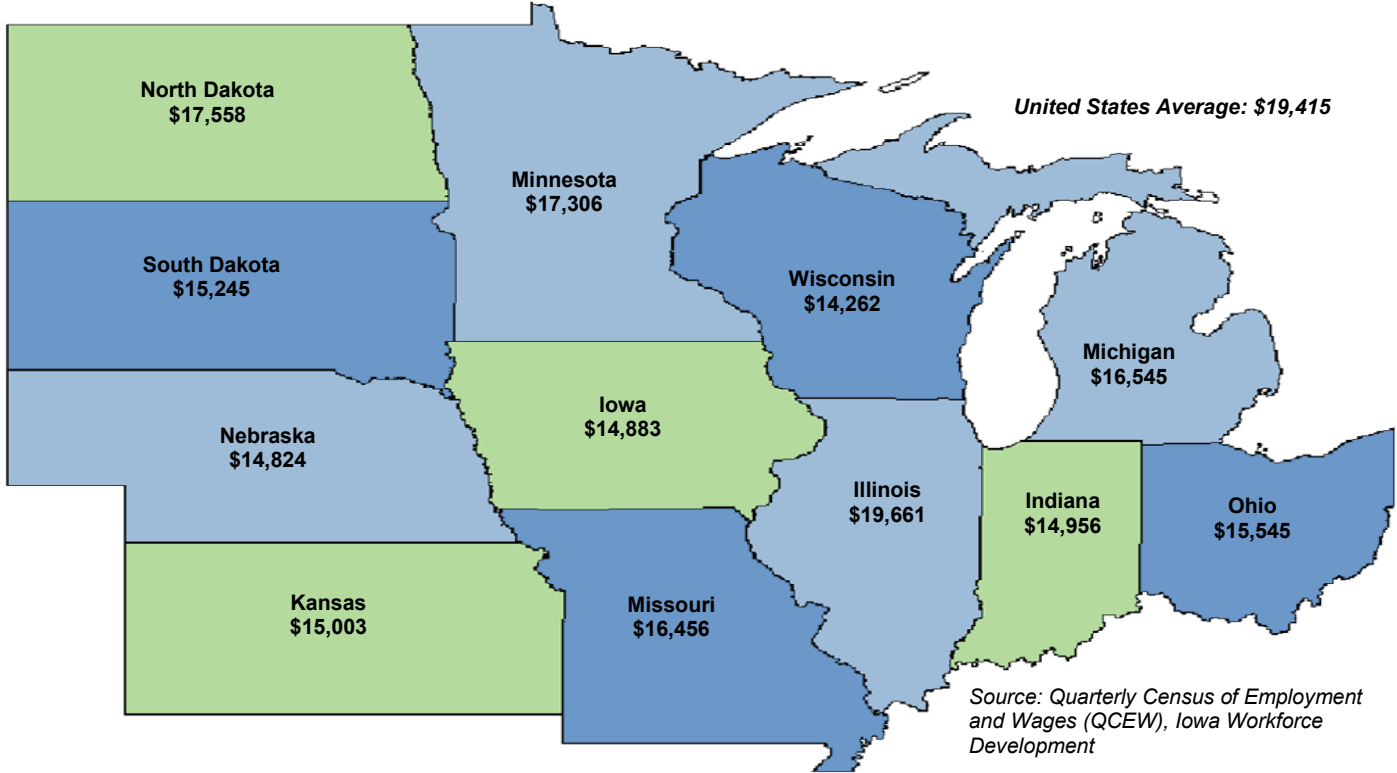 North Dakota
$17,558
United States Average: $19,415
Minnesota
$17,306
South Dakota
$15,245
Wisconsin
$14,262
Michigan
$16,545
Iowa
$14,883
Nebraska
$14,824
Illinois
$19,661
Indiana
$14,956
Ohio
$15,545
Kansas
$15,003
Missouri
$16,456
Source: Quarterly Census of Employment
and Wages (QCEW), Iowa Workforce
Development